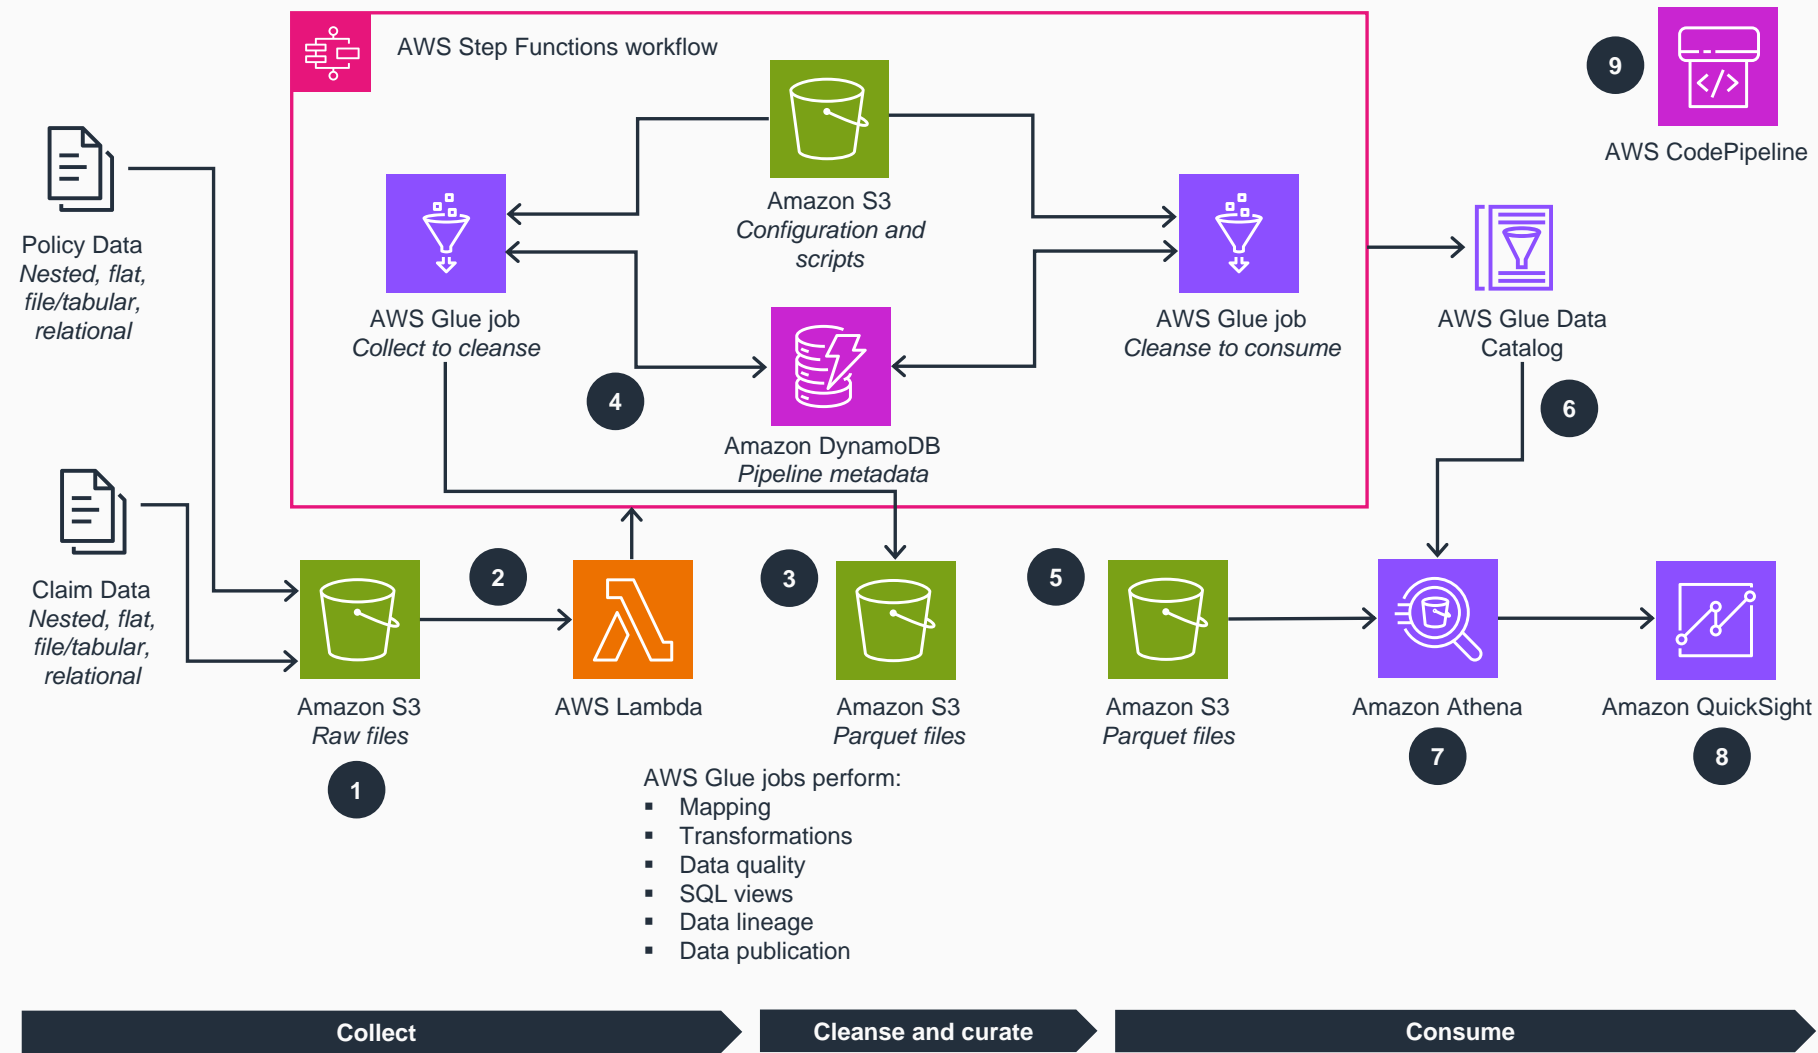 AWS Step Functions workflow
9
AWS CodePipeline
Policy Data
Nested, flat,
file/tabular,
relational
Amazon S3
Configuration and
scripts
AWS Glue job
Collect to cleanse
AWS Glue job
Cleanse to consume
AWS Glue Data
Catalog
4
6
Amazon DynamoDB
Pipeline metadata
Claim Data
Nested, flat,
file/tabular,
relational
2
3
5
Amazon S3
Raw files
1
AWS Lambda
Amazon S3
Parquet files
Amazon S3
Parquet files
Amazon Athena
7
Amazon QuickSight
8
AWS Glue jobs perform:
▪ Mapping
▪ Transformations
▪ Data quality
▪ SQL views
▪ Data lineage
▪ Data publication
Collect
Cleanse and curate
Consume